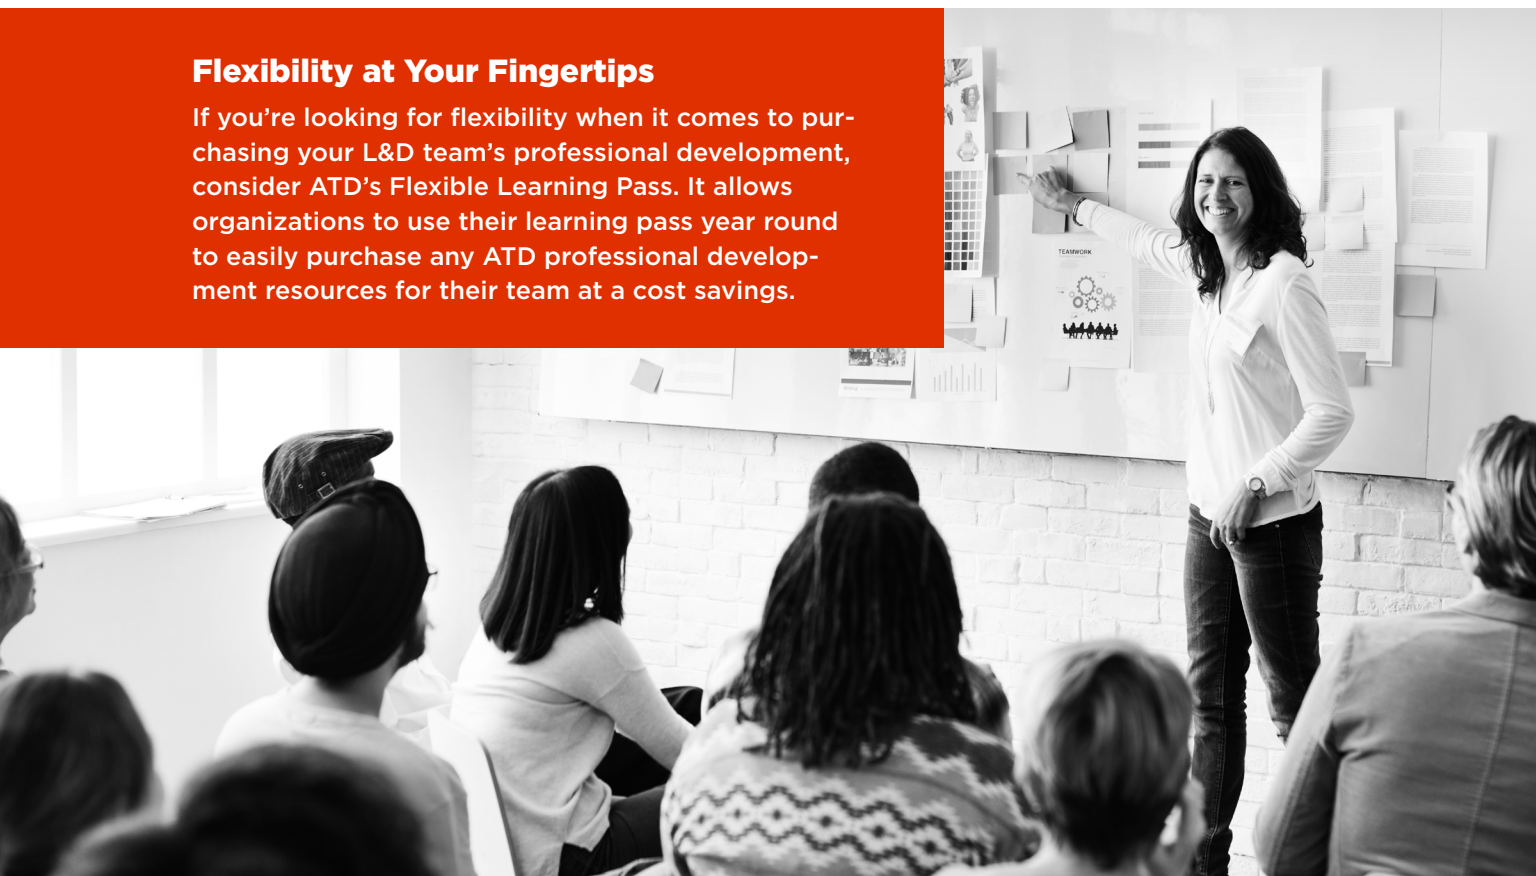 Flexibility at Your Fingertips
If you’re looking for flexibility when it comes to pur-
chasing your L&D team’s professional development,
consider ATD’s Flexible Learning Pass. It allows
organizations to use their learning pass year round
to easily purchase any ATD professional develop-
ment resources for their team at a cost savings.
TEAMWORK